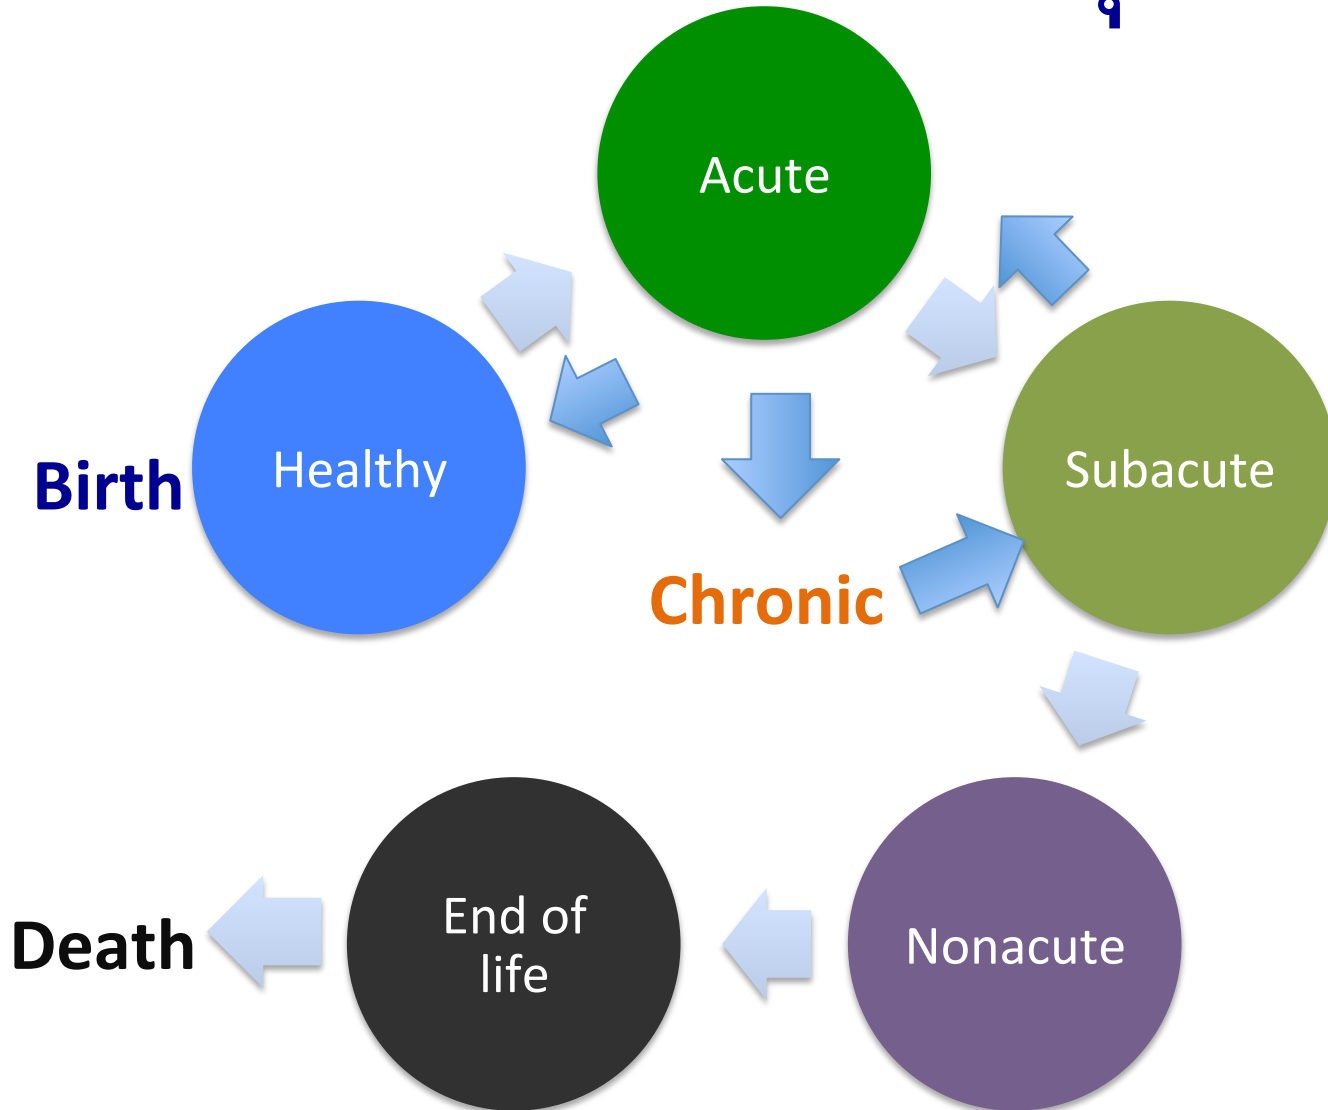 Acute
Healthy
Birth
Subacute
Chronic
End of
life
Nonacute
Death